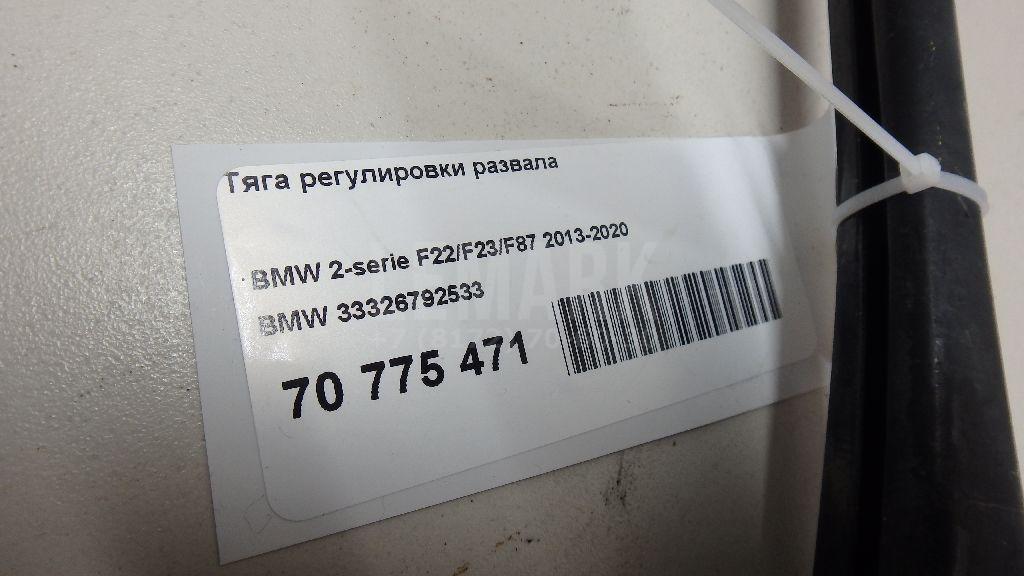 Тяга регулировки развала
BMW 2-serie F22/F23/F87 2013-2020
BMW 33326792533
70 775 471